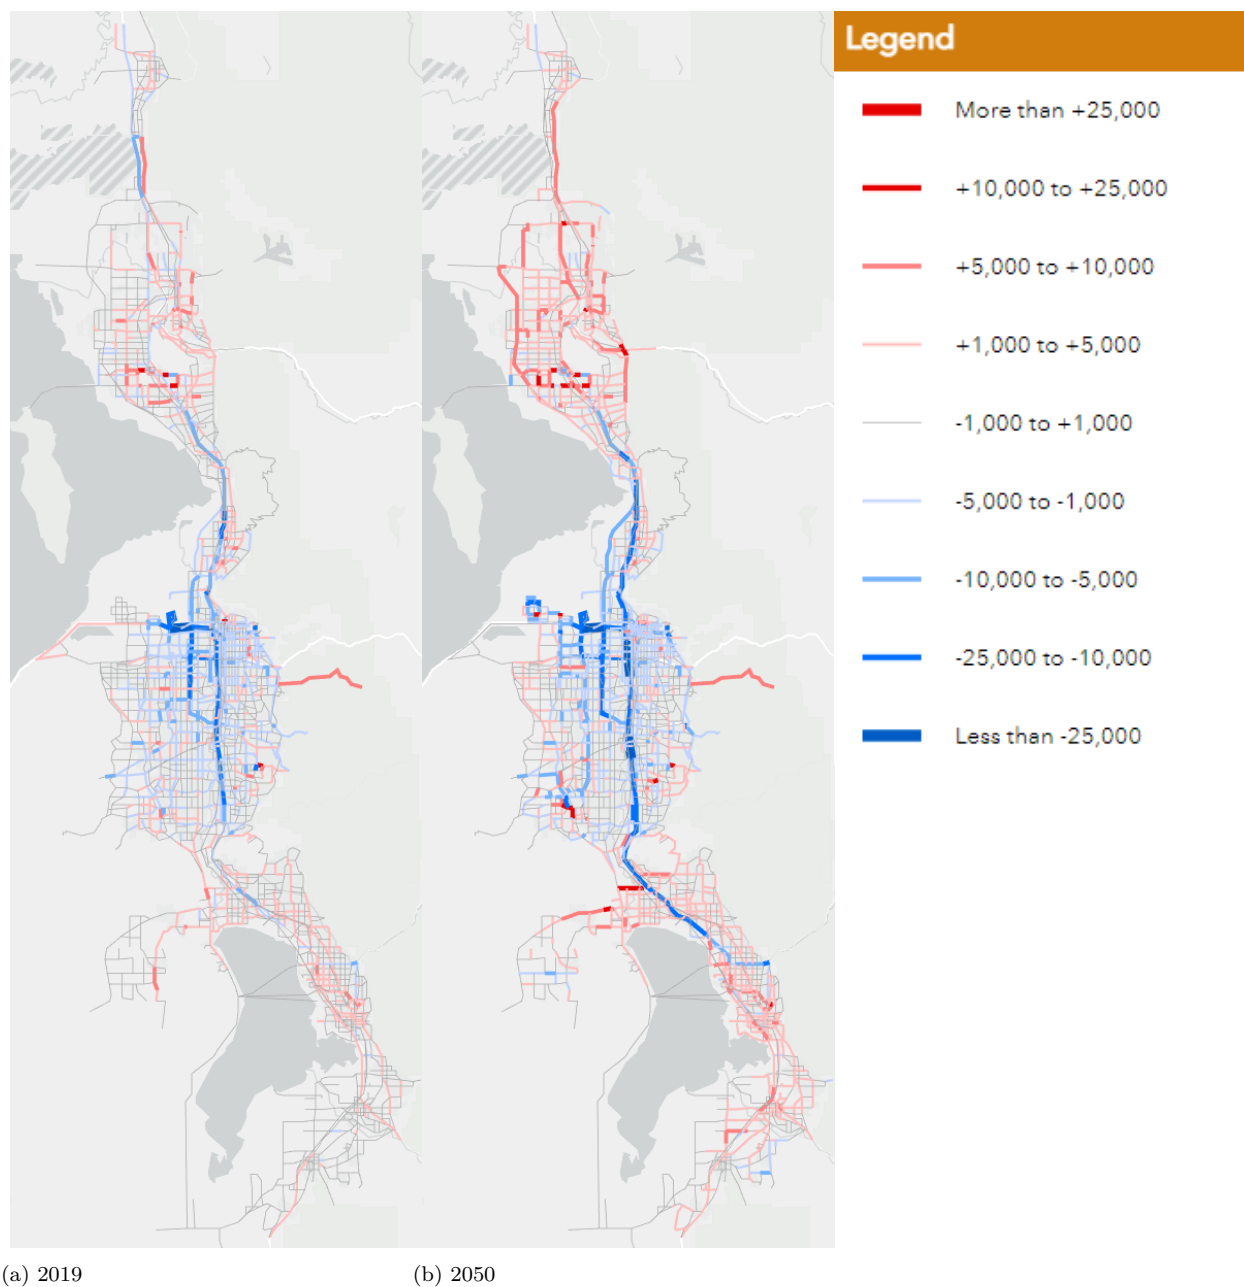 Legend
More than +25,000
+10,000 to +25,000
+5,000 to +10,000
+1,000 to +5,000
-1,000 to +1,000
-5,000 to -1,000
-10,000 to -5,000
-25,000 to -10,000
Less than -25,000
(a) 2019
(b) 2050